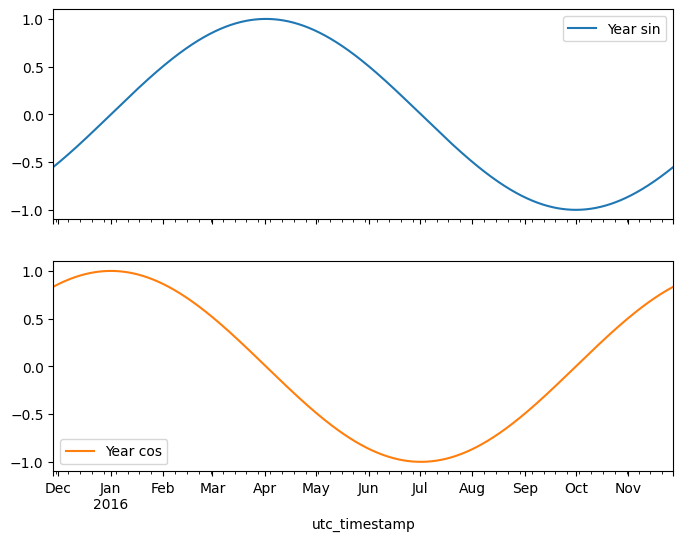 1.0
Year sin
0.5
0.0
−0.5
−1.0
1.0
0.5
0.0
−0.5
Year cos
−1.0
Dec Jan Feb Mar Apr May Jun Jul Aug Sep Oct Nov
2016
utc_timestamp